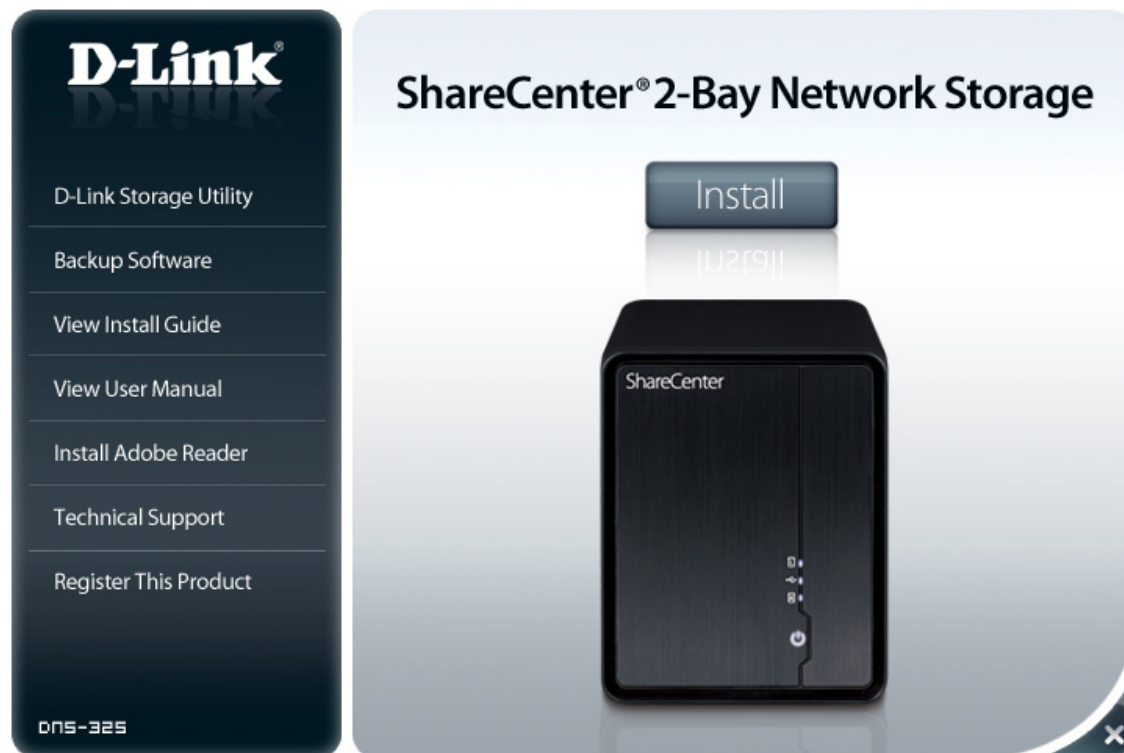 D-Link®
D-Link Storage Utility
Backup Software
View Install Guide
View User Manual
Install Adobe Reader
Technical Support
Register This Product
DNS-325
ShareCenter® 2-Bay Network Storage
Install
ShareCenter